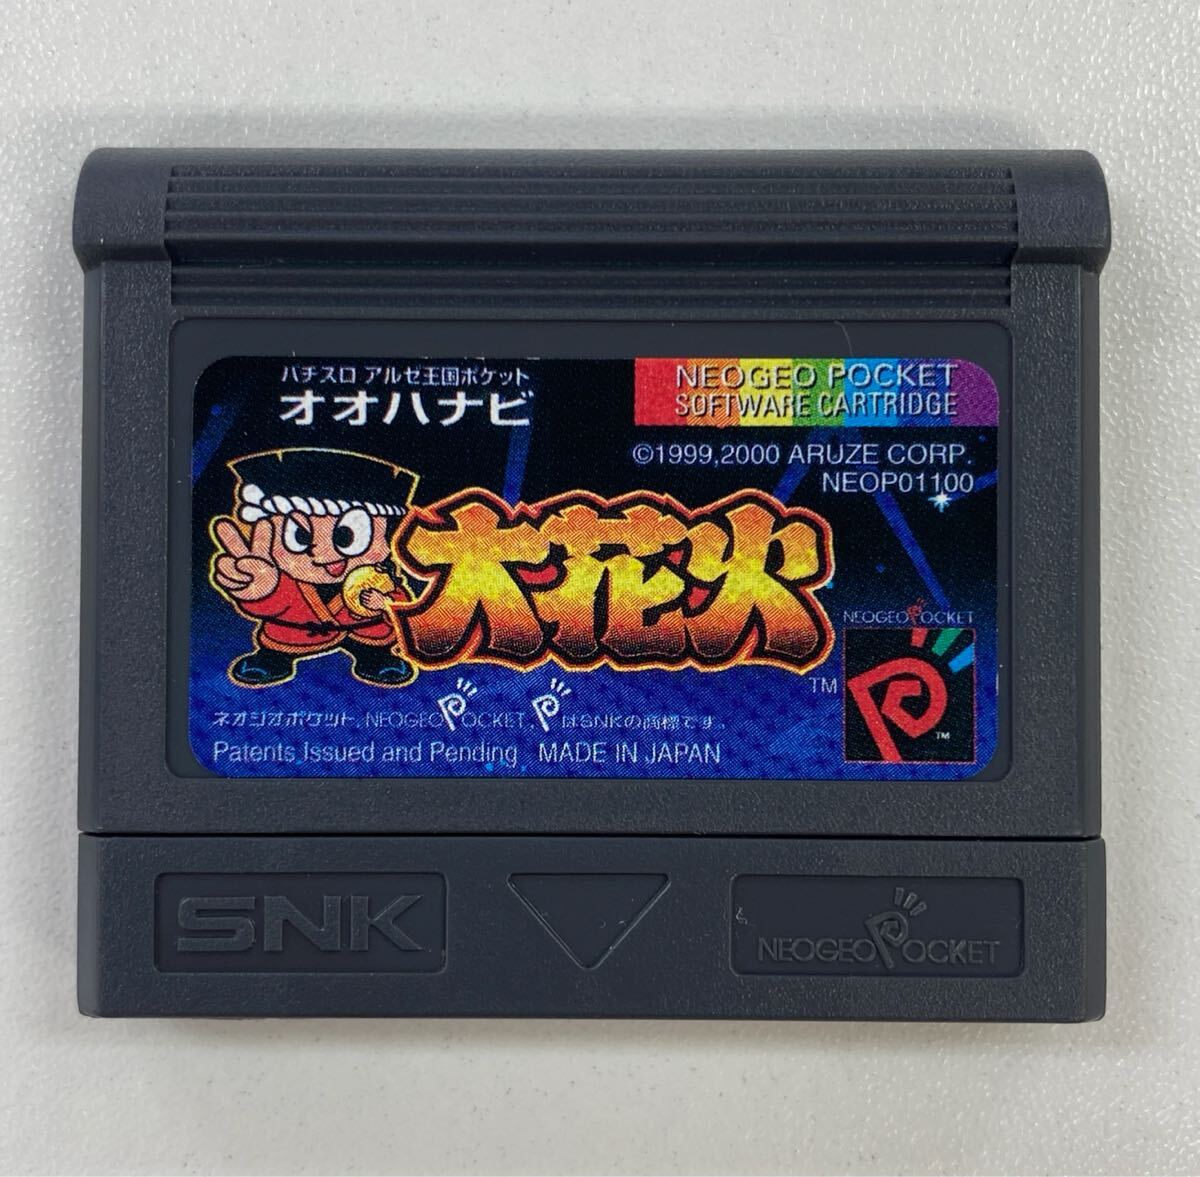 パチスロ アルゼ王国ポケット
オオハナビ
NEOGEO POCKET
SOFTWARE CARTRIDGE
©1999,2000 ARUZE CORP.
NEOP01100
大花火
TM
NEOGEO POCKET
TM
ネオジオポケット, NEOGEO POCKET, P はSNKの商標です。
Patents Issued and Pending MADE IN JAPAN
SNK
NEOGEO POCKET